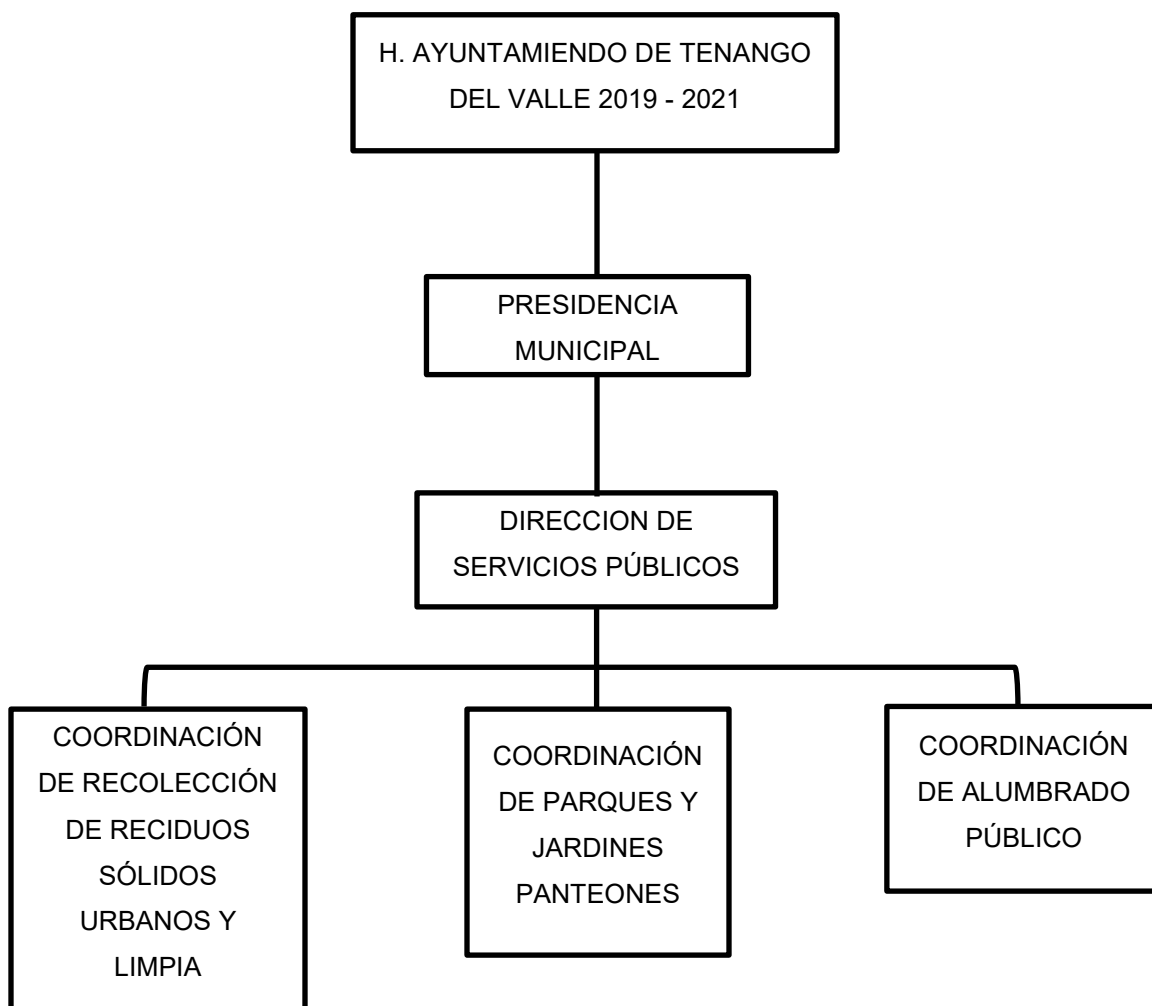 H. AYUNTAMIENDO DE TENANGO
DEL VALLE 2019 - 2021
PRESIDENCIA
MUNICIPAL
DIRECCION DE
SERVICIOS PÚBLICOS
COORDINACIÓN
DE RECOLECCIÓN
DE RECIDUOS
SÓLIDOS
URBANOS Y
LIMPIA
COORDINACIÓN
DE PARQUES Y
JARDINES
PANTEONES
COORDINACIÓN
DE ALUMBRADO
PÚBLICO